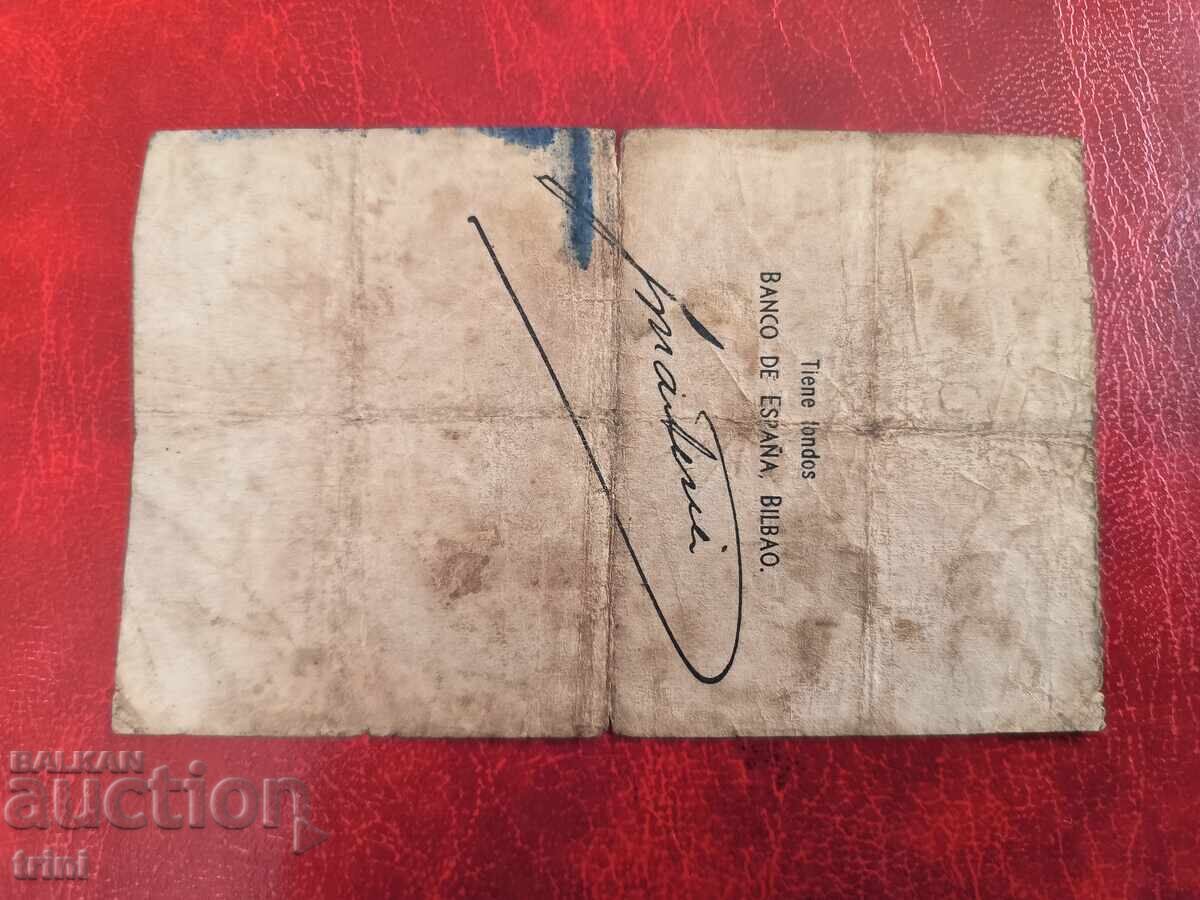 Tiene fondos
BANCO DE ESPAÑA, BILBAO.
BALKAN
auction
trini